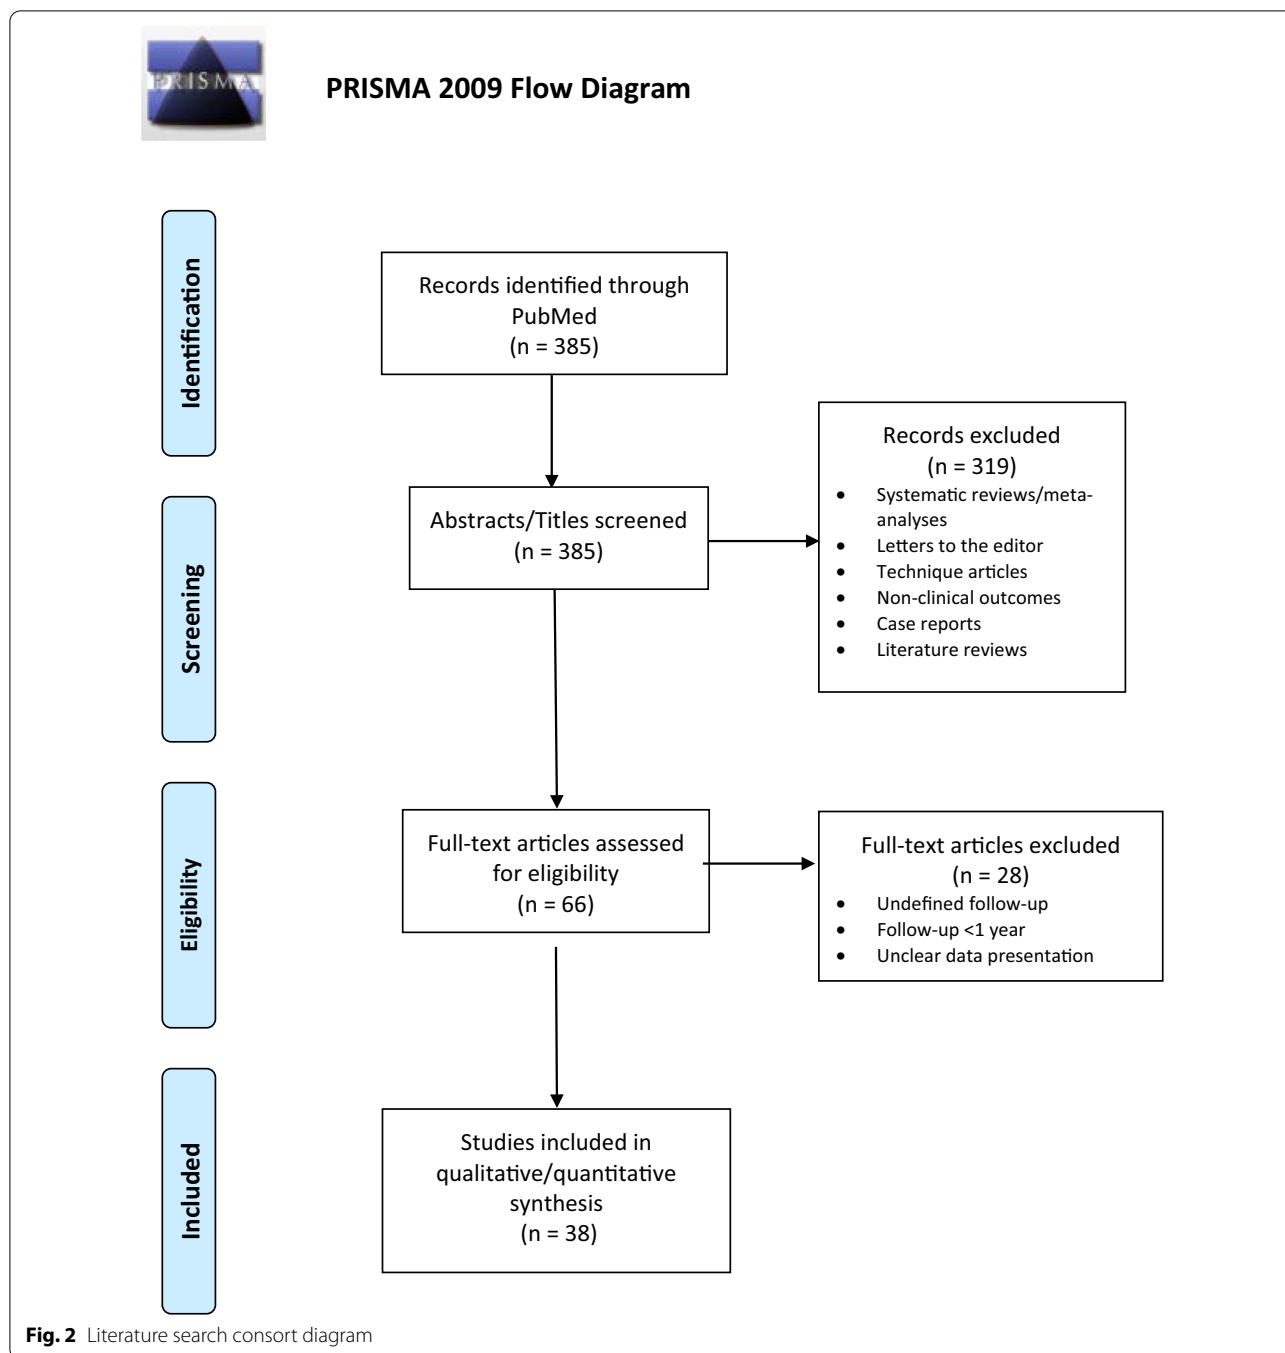 PRISMA
PRISMA 2009 Flow Diagram
Identification
Records identified through
PubMed
(n = 385)
Records excluded
(n = 319)
• Systematic reviews/meta-
analyses
• Letters to the editor
• Technique articles
• Non-clinical outcomes
• Case reports
• Literature reviews
Screening
Abstracts/Titles screened
(n = 385)
Eligibility
Full-text articles assessed
for eligibility
(n = 66)
Full-text articles excluded
(n = 28)
• Undefined follow-up
• Follow-up <1 year
• Unclear data presentation
Included
Studies included in
qualitative/quantitative
synthesis
(n = 38)
Fig. 2 Literature search consort diagram